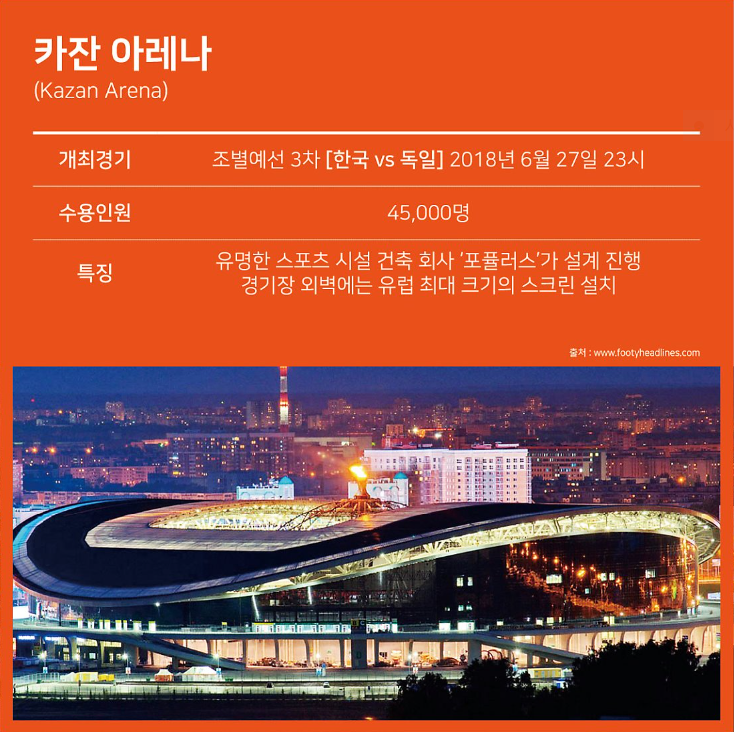 카잔 아레나
(Kazan Arena)
개최경기 조별예선 3차 [한국 vs 독일] 2018년 6월 27일 23시
수용인원 45,000명
특징 유명한 스포츠 시설 건축 회사 '포퓰러스'가 설계 진행
경기장 외벽에는 유럽 최대 크기의 스크린 설치
출처 : www.footyheadlines.com